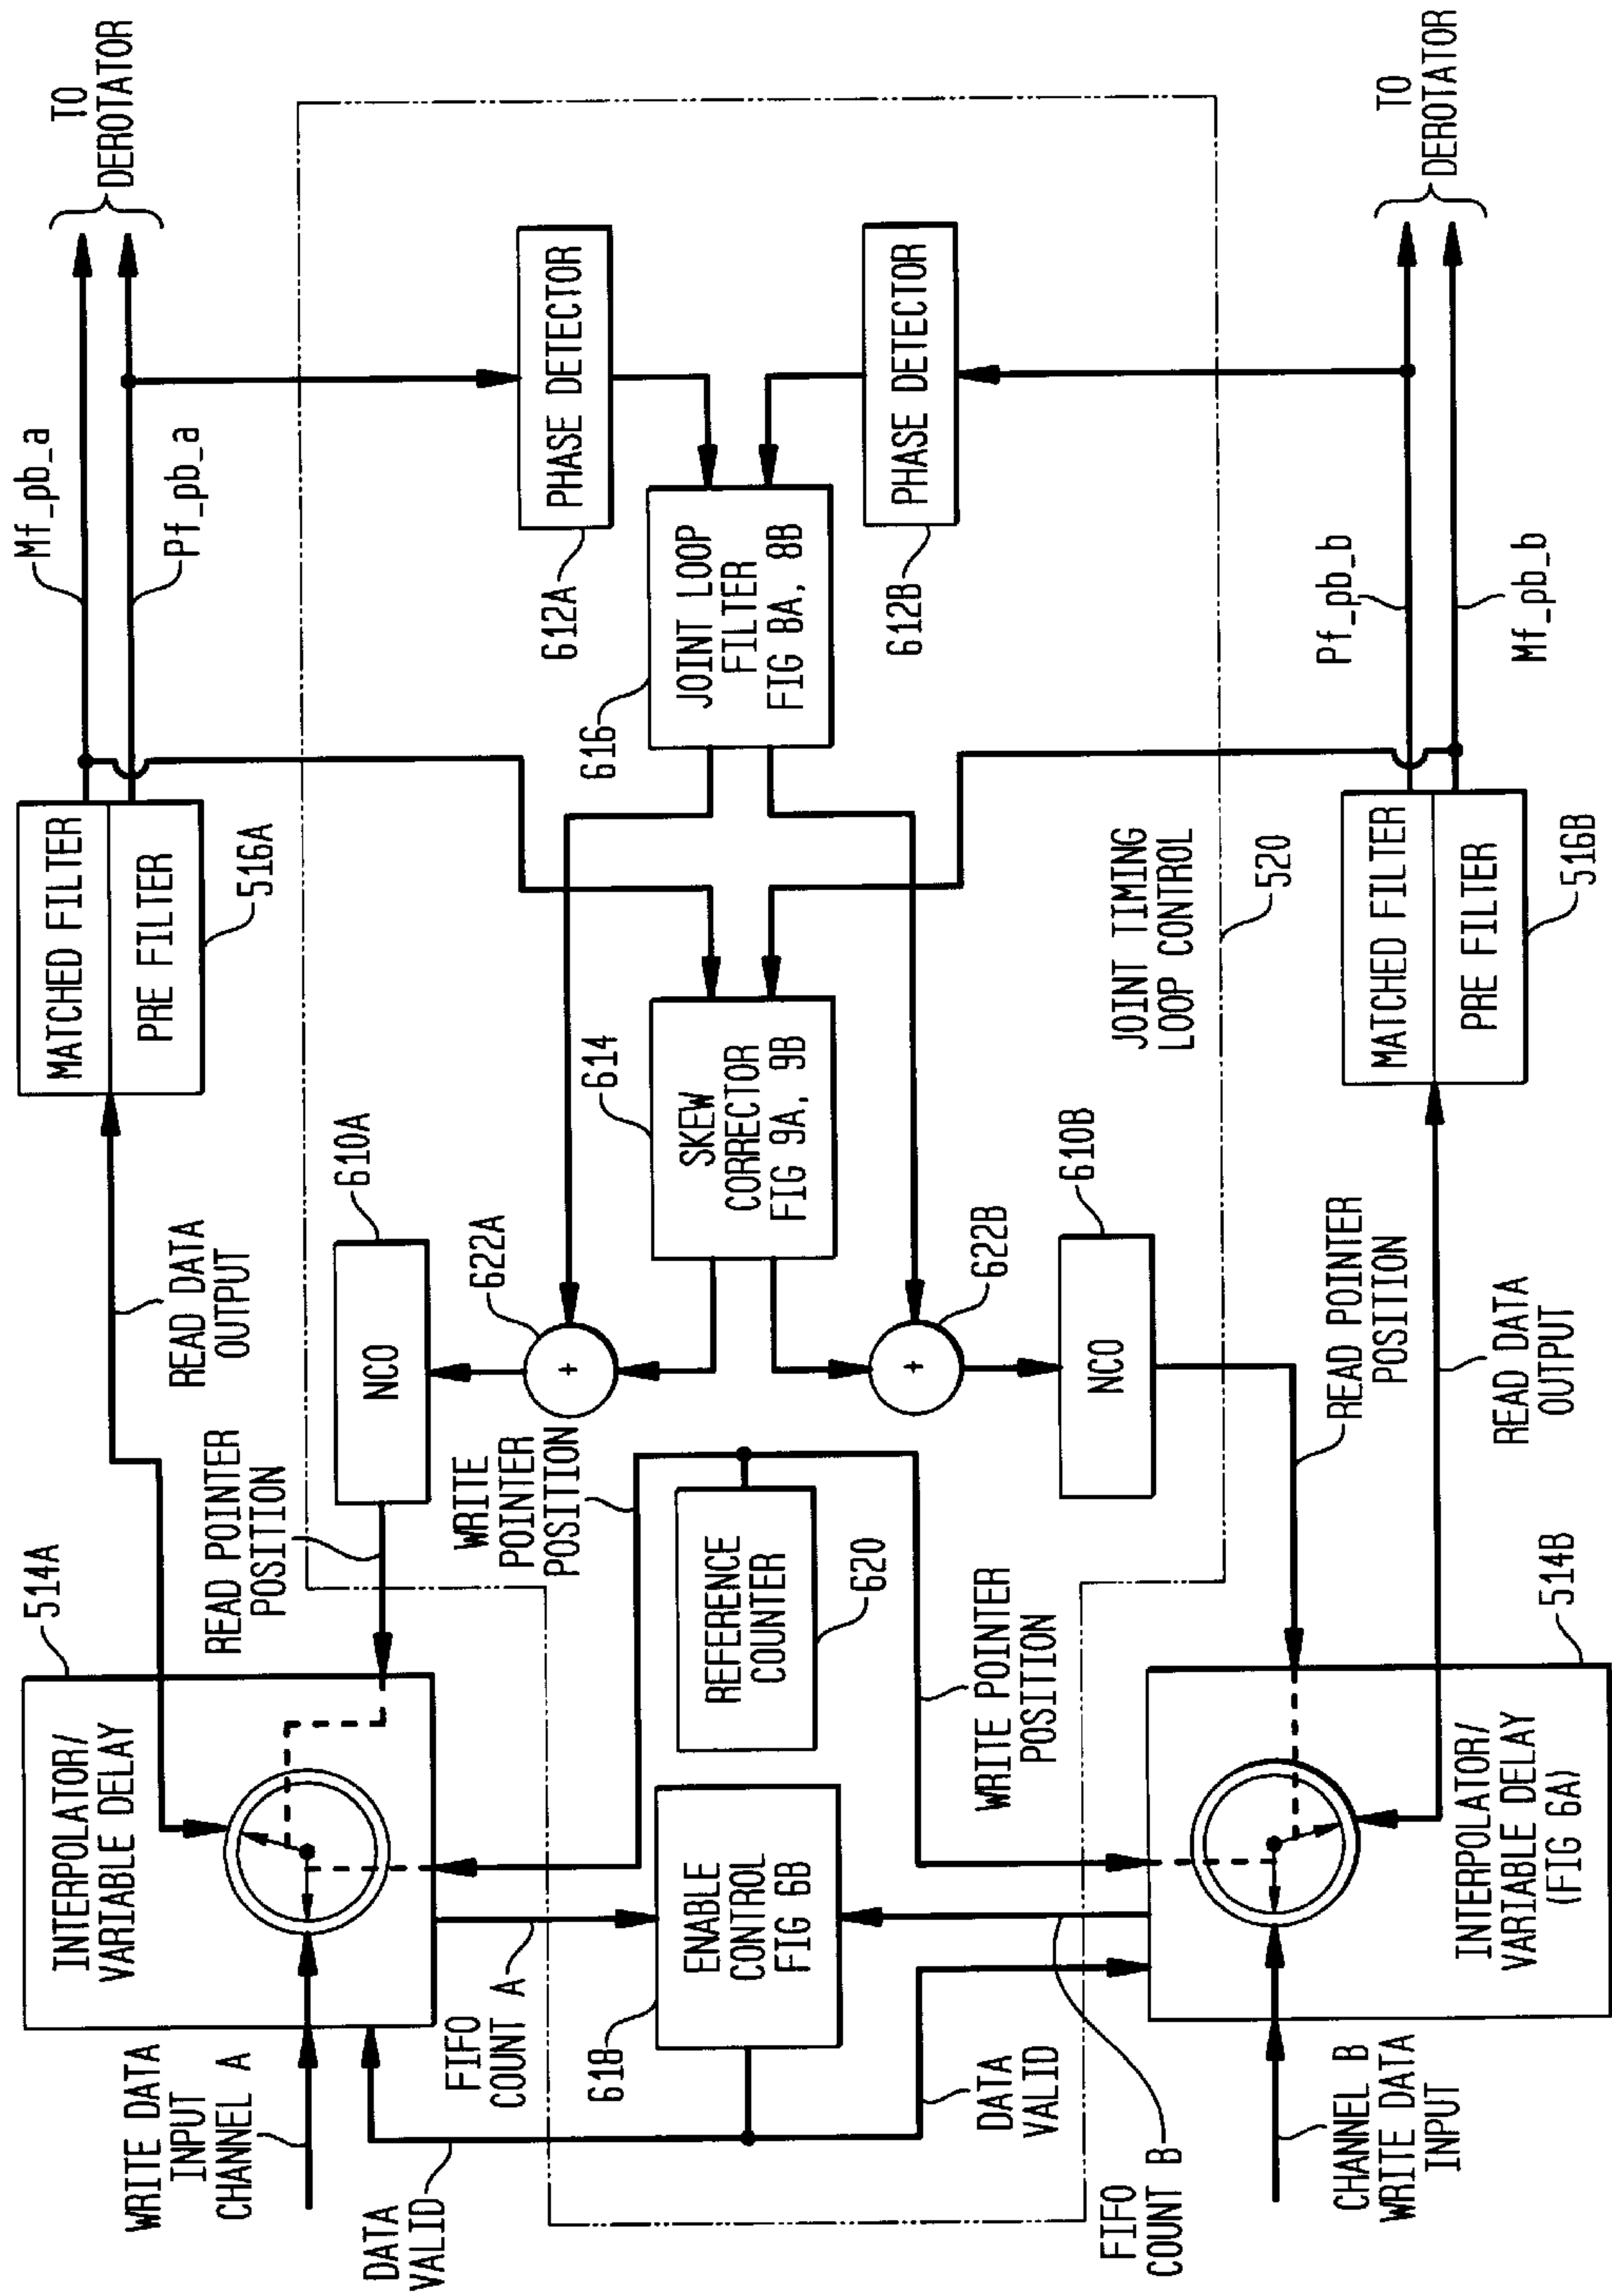 WRITE DATA
INPUT
CHANNEL A
INTERPOLATOR/
VARIABLE DELAY
514A
READ POINTER
POSITION
READ DATA
OUTPUT
MATCHED FILTER
PRE FILTER
516A
Mf_pb_a
Pf_pb_a
TO
DEROTATOR
DATA
VALID
FIFO
COUNT A
WRITE
POINTER
POSITION
NCO
610A
622A
+
612A
PHASE DETECTOR
618
ENABLE
CONTROL
FIG 6B
REFERENCE
COUNTER
620
614
SKEW
CORRECTOR
FIG 9A, 9B
616
JOINT LOOP
FILTER
FIG 8A, 8B
612B
PHASE DETECTOR
DATA
VALID
WRITE POINTER
POSITION
+
622B
NCO
610B
JOINT TIMING
LOOP CONTROL
520
FIFO
COUNT B
CHANNEL B
WRITE DATA
INPUT
INTERPOLATOR/
VARIABLE DELAY
(FIG 6A)
514B
READ POINTER
POSITION
READ DATA
OUTPUT
MATCHED FILTER
PRE FILTER
516B
Pf_pb_b
Mf_pb_b
TO
DEROTATOR